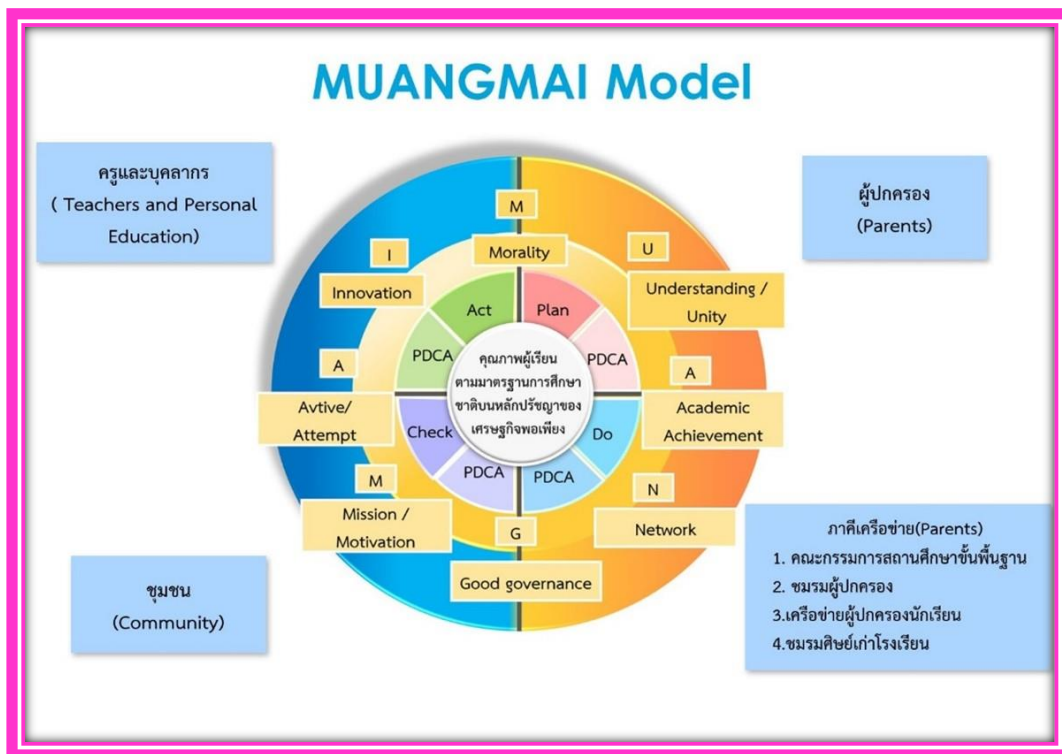 MUANGMAI Model
ครูและบุคลากร
( Teachers and Personal
Education)
ผู้ปกครอง
(Parents)
M
Morality
U
Understanding /
Unity
A
Academic
Achievement
N
Network
G
Good governance
M
Mission /
Motivation
A
Avtive/
Attempt
I
Innovation
Act
Plan
PDCA
PDCA
Check
Do
PDCA
PDCA
คุณภาพผู้เรียน
ตามมาตรฐานการศึกษา
ชาติบนหลักปรัชญาของ
เศรษฐกิจพอเพียง
ชุมชน
(Community)
ภาคีเครือข่าย(Parents)
1. คณะกรรมการสถานศึกษาขั้นพื้นฐาน
2. ชมรมผู้ปกครอง
3.เครือข่ายผู้ปกครองนักเรียน
4.ชมรมศิษย์เก่าโรงเรียน